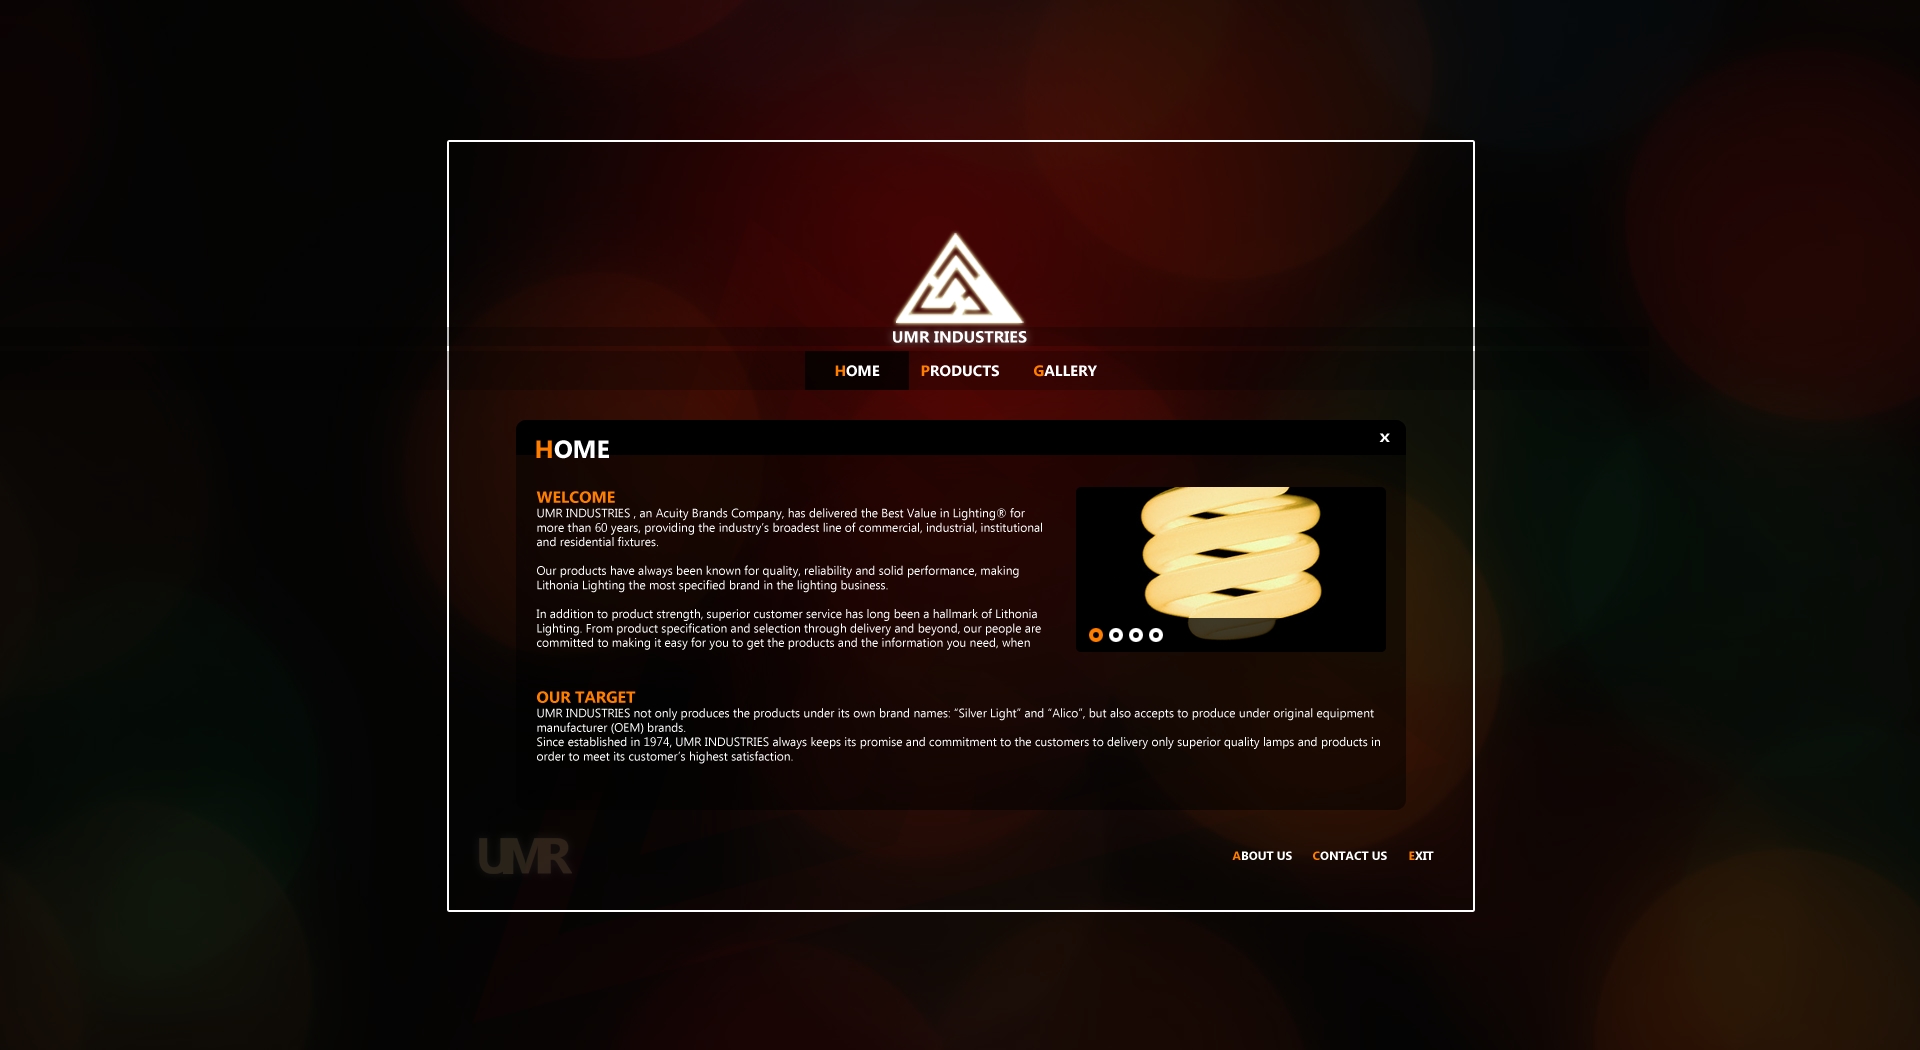 UMR INDUSTRIES
HOME PRODUCTS GALLERY
HOME
x
WELCOME
UMR INDUSTRIES , an Acuity Brands Company, has delivered the Best Value in Lighting® for
more than 60 years, providing the industry's broadest line of commercial, industrial, institutional
and residential fixtures.
Our products have always been known for quality, reliability and solid performance, making
Lithonia Lighting the most specified brand in the lighting business.
In addition to product strength, superior customer service has long been a hallmark of Lithonia
Lighting. From product specification and selection through delivery and beyond, our people are
committed to making it easy for you to get the products and the information you need, when
OUR TARGET
UMR INDUSTRIES not only produces the products under its own brand names: “Silver Light” and “Alico”, but also accepts to produce under original equipment
manufacturer (OEM) brands.
Since established in 1974, UMR INDUSTRIES always keeps its promise and commitment to the customers to delivery only superior quality lamps and products in
order to meet its customer's highest satisfaction.
UMR
ABOUT US CONTACT US EXIT